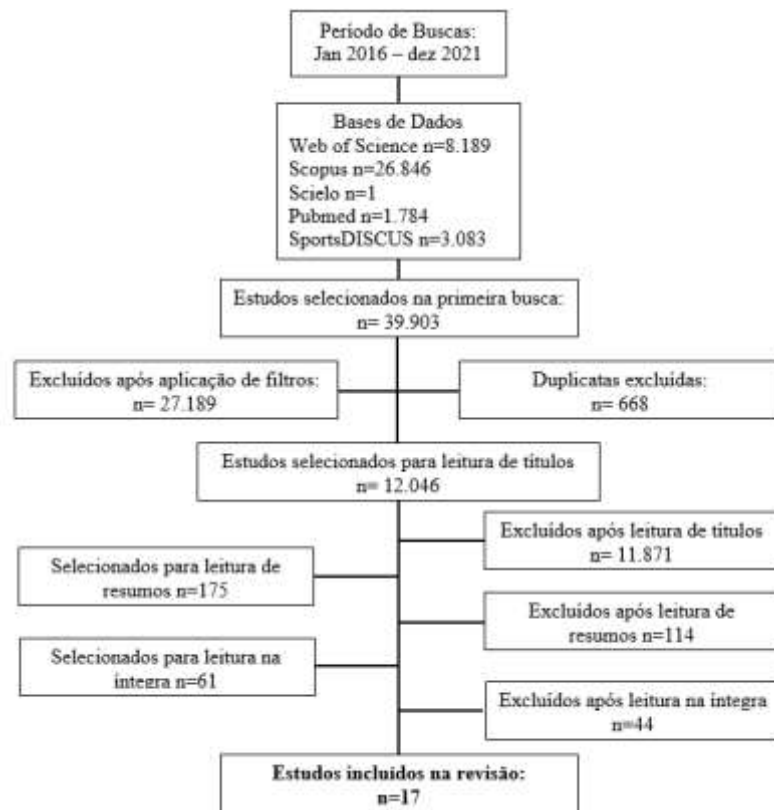 Período de Buscas:
Jan 2016 – dez 2021
Bases de Dados
Web of Science n=8.189
Scopus n=26.846
Scielo n=1
Pubmed n=1.784
SportsDISCUS n=3.083
Estudos selecionados na primeira busca:
n= 39.903
Excluídos após aplicação de filtros:
n= 27.189
Duplicatas excluídas:
n= 668
Estudos selecionados para leitura de títulos
n= 12.046
Excluídos após leitura de títulos
n= 11.871
Selecionados para leitura de
resumos n=175
Excluídos após leitura de
resumos n=114
Selecionados para leitura na
íntegra n=61
Excluídos após leitura na íntegra
n=44
Estudos incluídos na revisão:
n=17